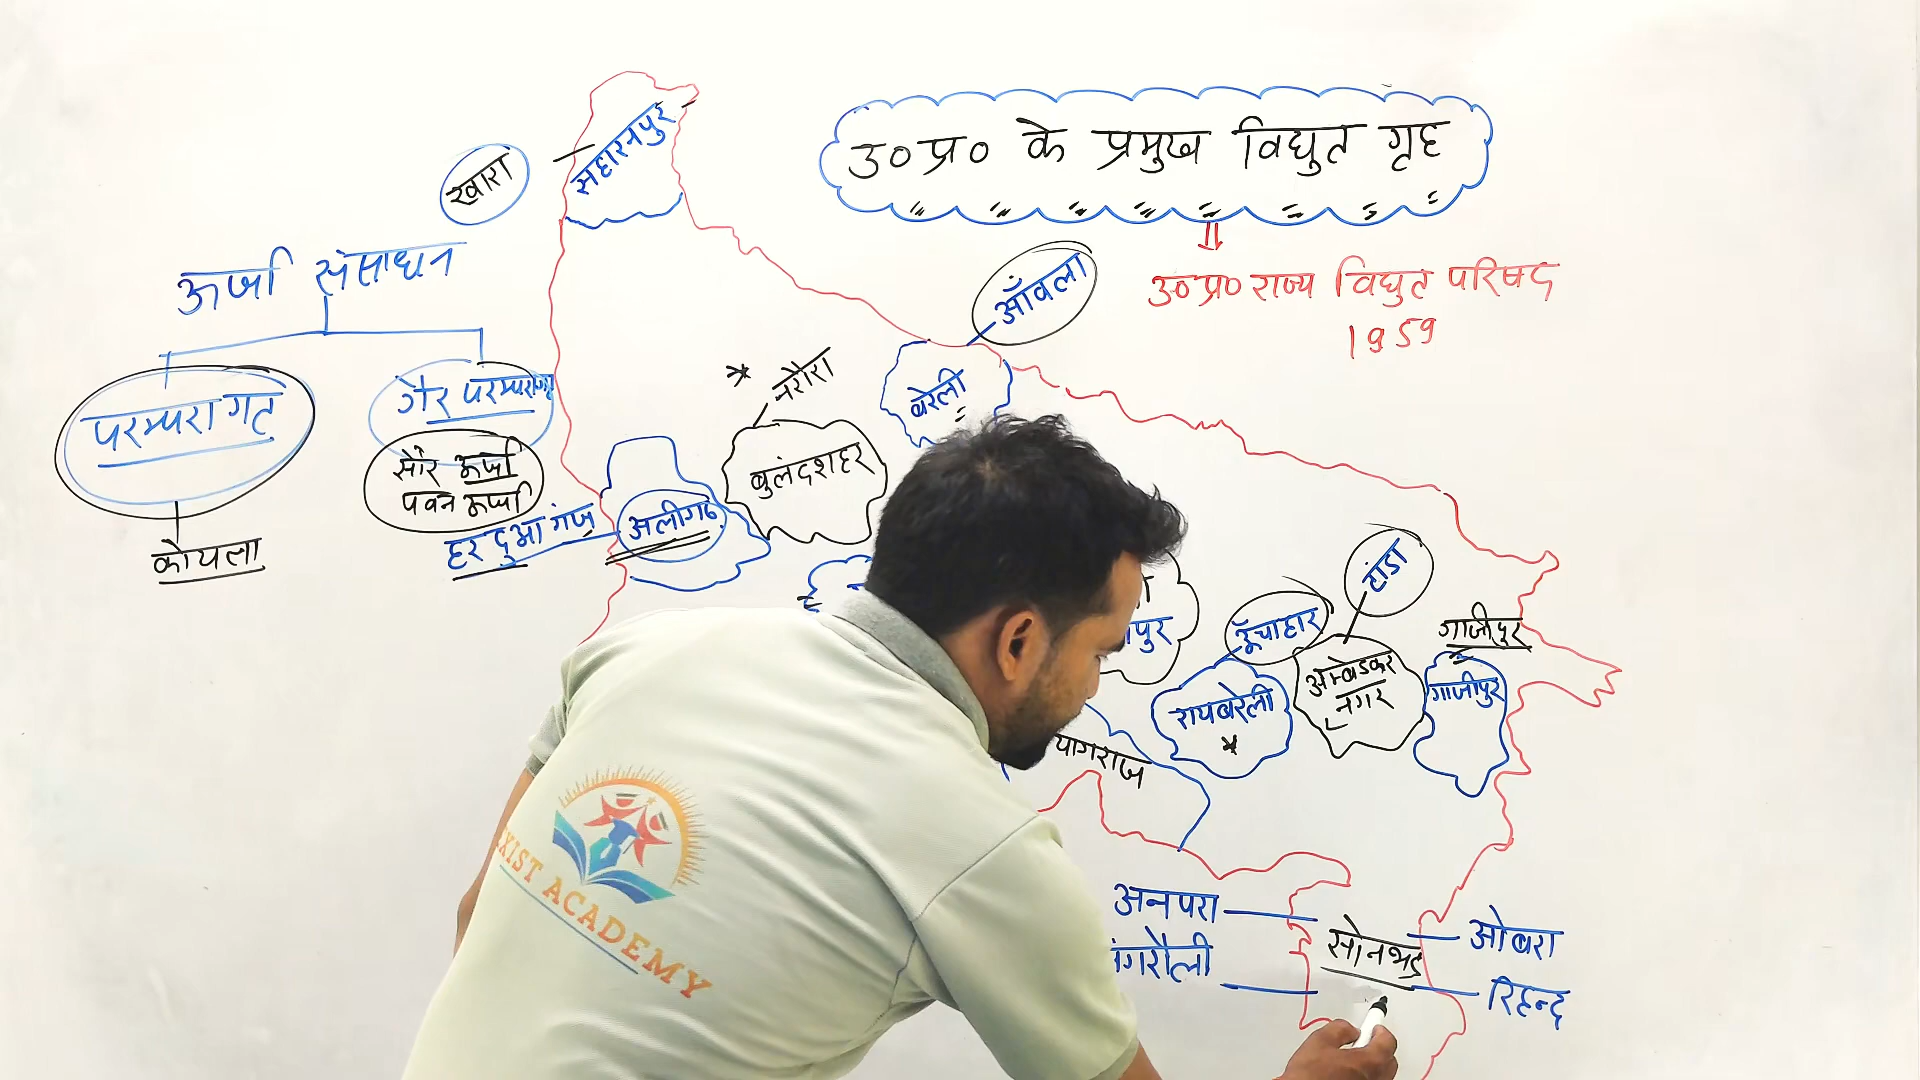 उ०प्र० के प्रमुख विद्युत गृह
उ०प्र० राज्य विद्युत परिषद
1959
सहारनपुर
खारा
ऊर्जा संसाधन
परम्परागत
गैर परम्परागत
सौर ऊर्जा
पवन ऊर्जा
कोयला
हरदुआगंज
अलीगढ
नरौरा
बुलंदशहर
आँवला
बरेली
पुर
ऊँचाहार
रायबरेली
टांडा
अम्बेडकर
नगर
गाजीपुर
गाजीपुर
यागराज
अनपरा
गरौली
सोनभद्र
ओबरा
रिहन्द
XIST ACADEMY